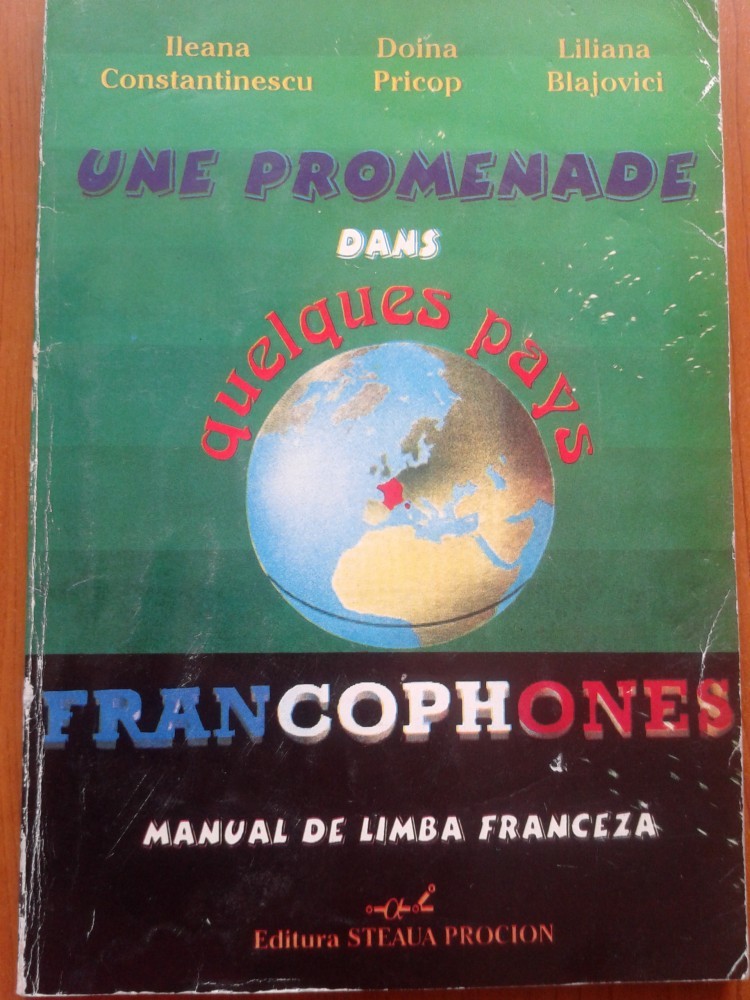 Ileana Constantinescu
Doina Pricop
Liliana Blajovici
UNE PROMENADE
DANS
quelques pays
FRANCOPHONES
MANUAL DE LIMBA FRANCEZĂ
Editura STEAUA PROCION